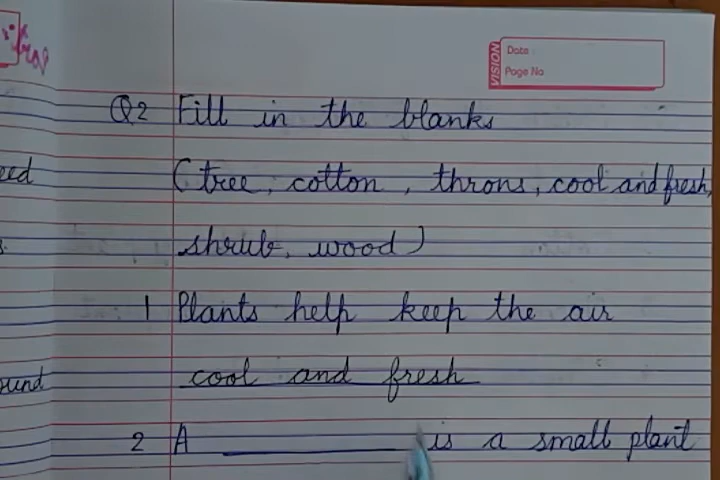 VISION
Date :
Page No
Q2 Fill in the blanks
(tree, cotton, throns, cool and fresh,
shrub, wood)
1 Plants help keep the air
cool and fresh
2 A __________ is a small plant